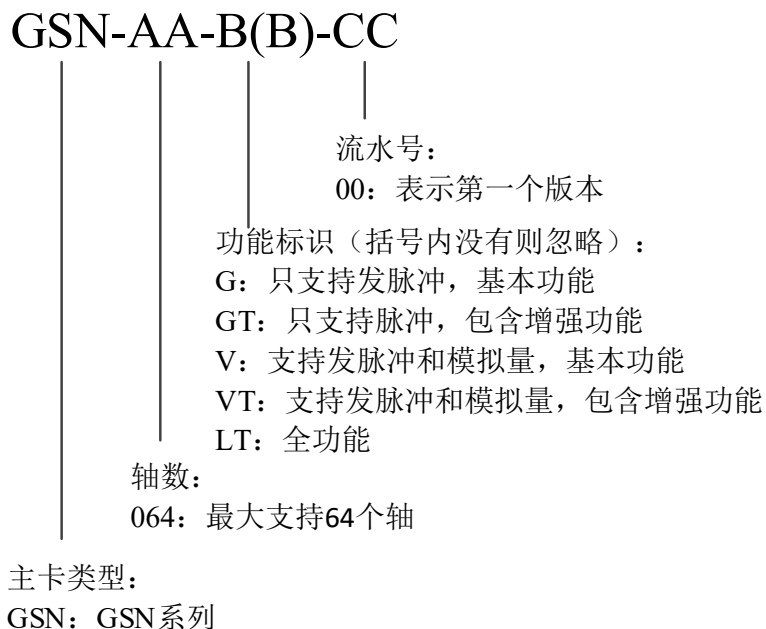 GSN-AA-B(B)-CC
流水号：
00：表示第一个版本
功能标识（括号内没有则忽略）：
G：只支持发脉冲，基本功能
GT：只支持脉冲，包含增强功能
V：支持发脉冲和模拟量，基本功能
VT：支持发脉冲和模拟量，包含增强功能
LT：全功能
轴数：
064：最大支持64个轴
主卡类型：
GSN：GSN系列